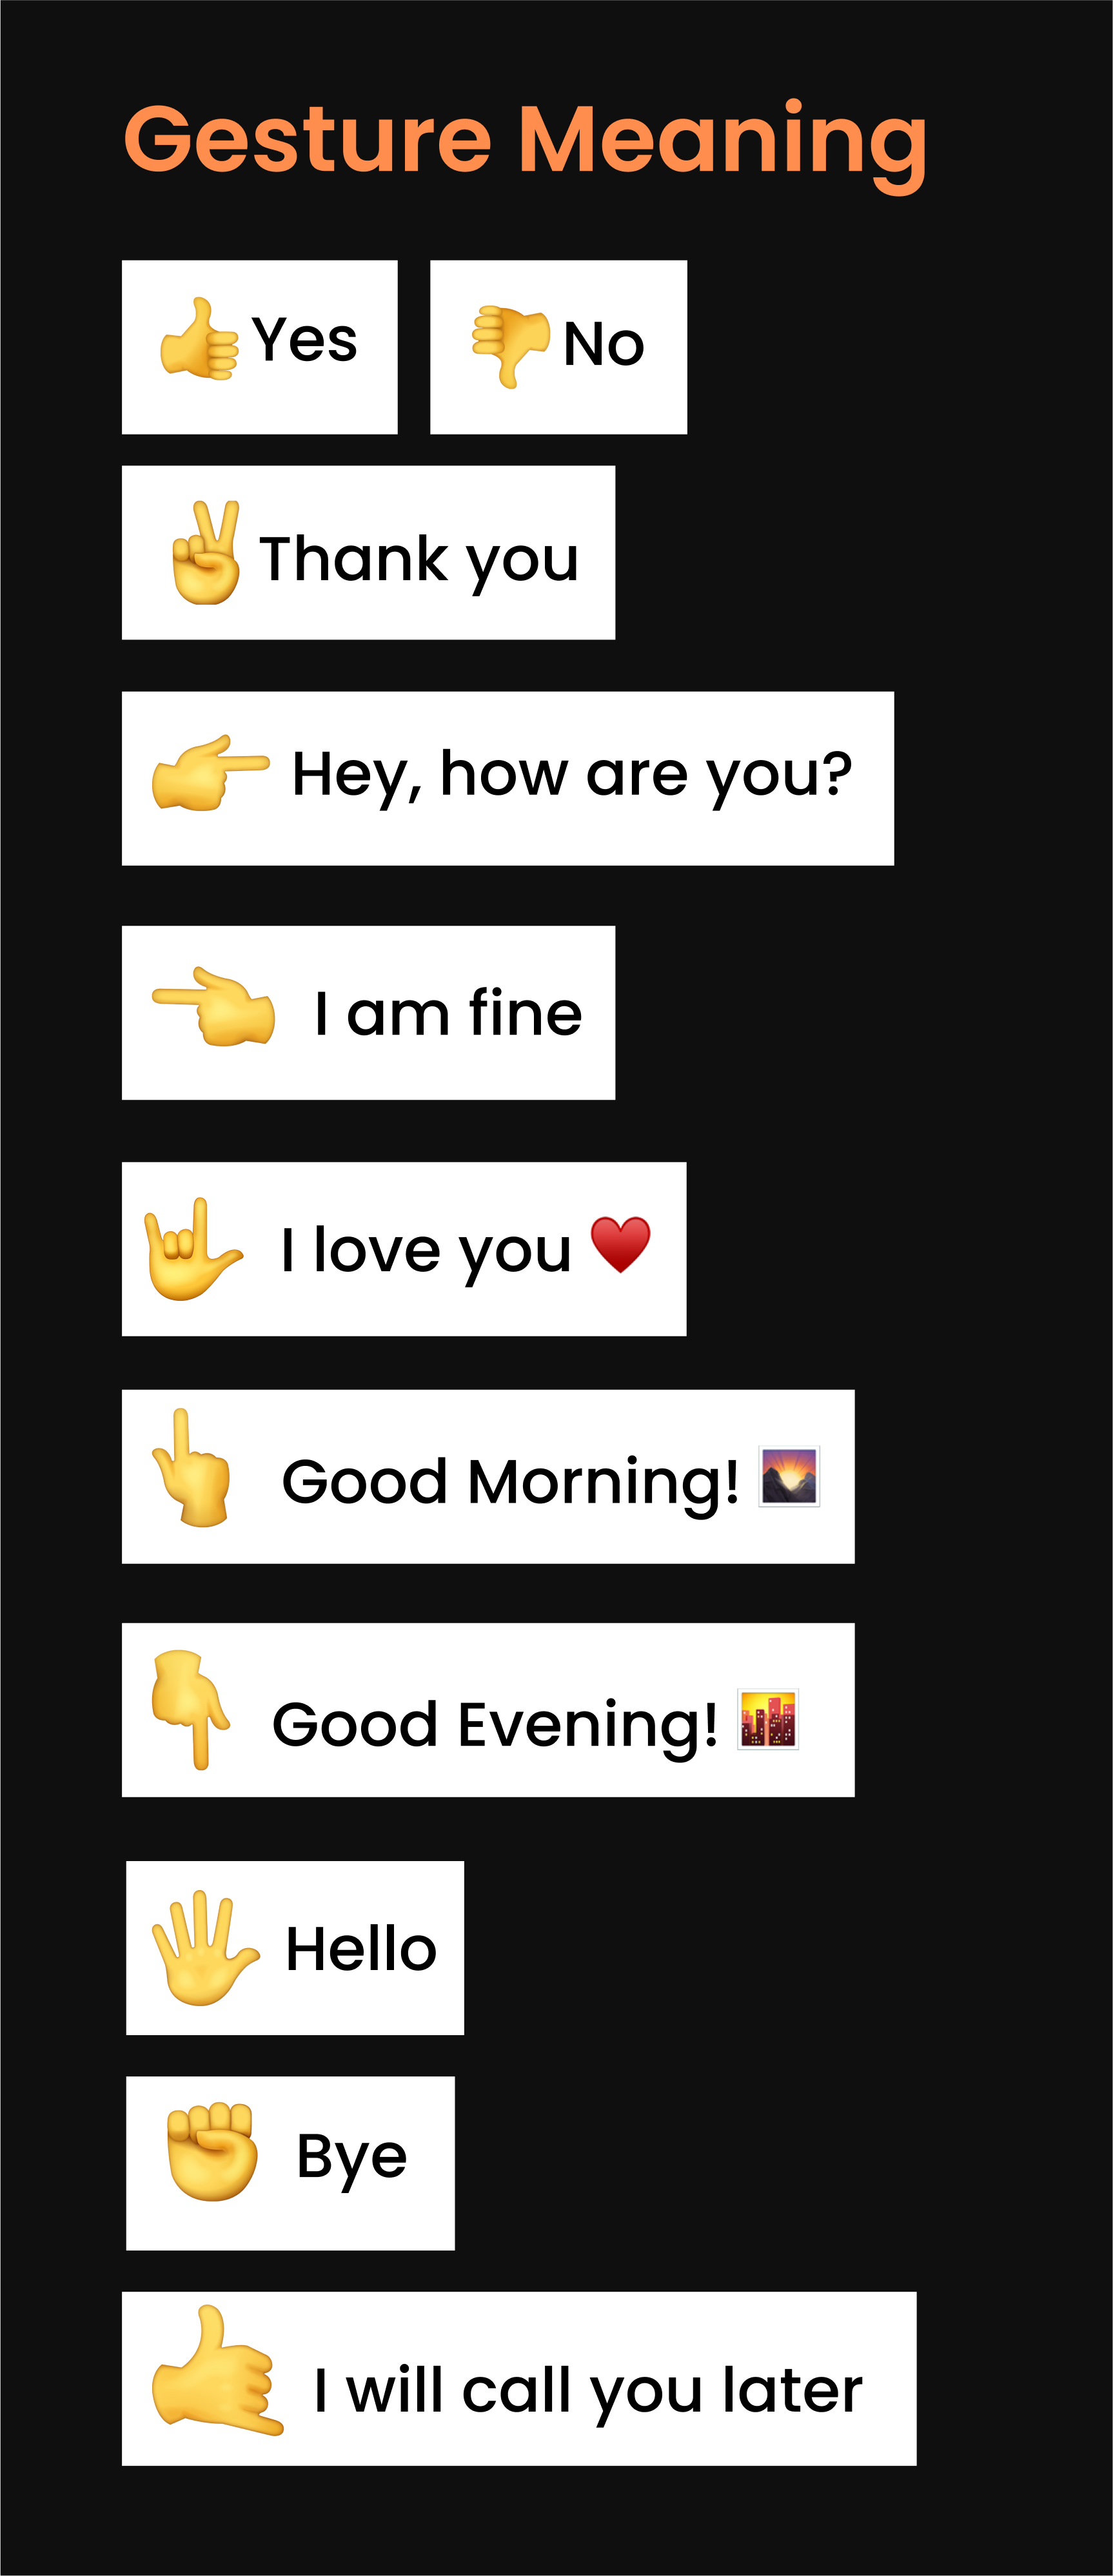 Gesture Meaning
Yes
No
Thank you
Hey, how are you?
I am fine
I love you
Good Morning!
Good Evening!
Hello
Bye
I will call you later